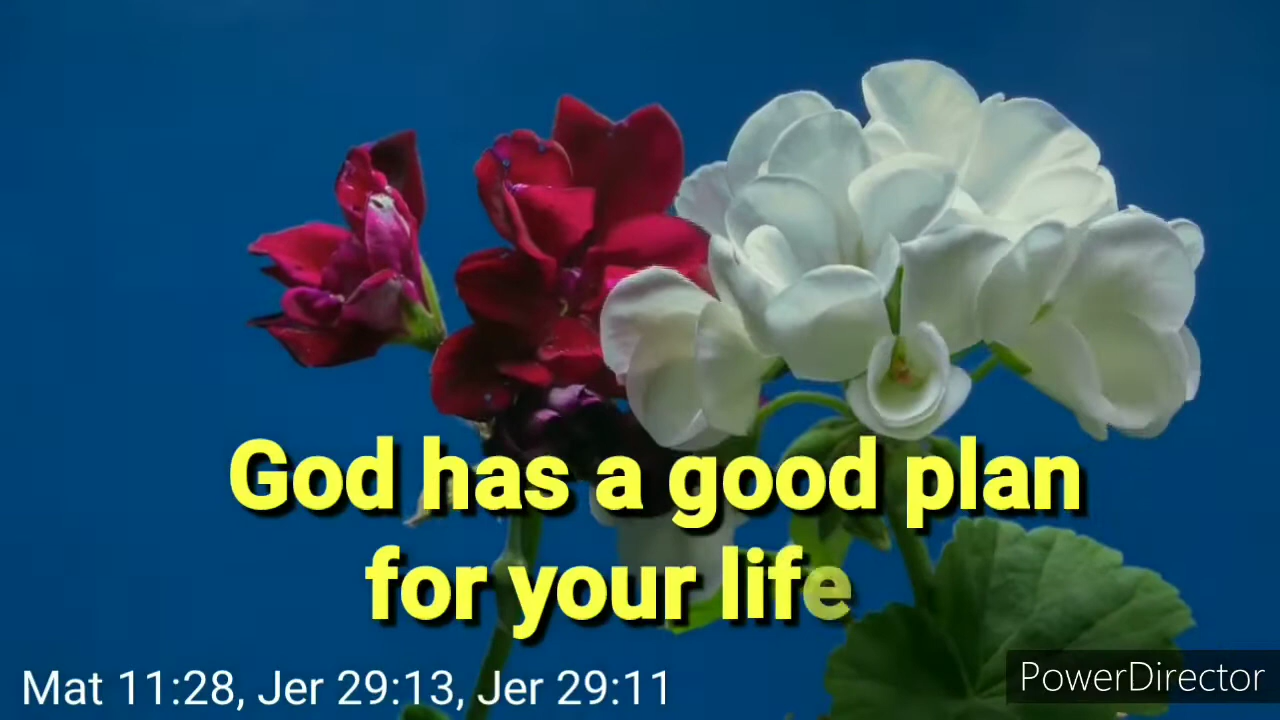 God has a good plan
for your life
Mat 11:28, Jer 29:13, Jer 29:11
PowerDirector